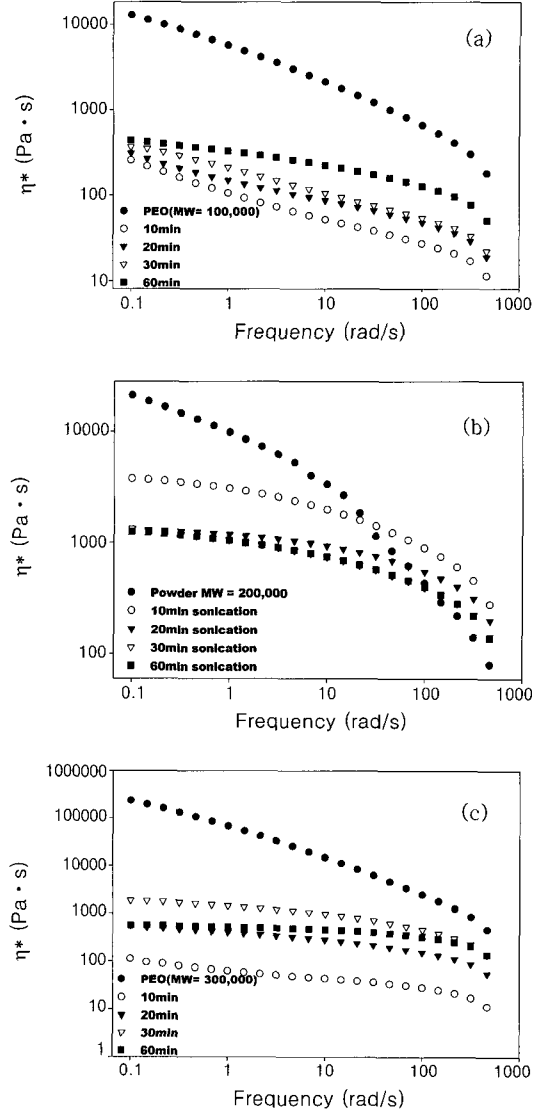 (a)
10000
1000
100
10
η* (Pa · s)
PEO(MW= 100,000)
10min
20min
30min
60min
0.1 1 10 100 1000
Frequency (rad/s)
(b)
10000
1000
100
η* (Pa · s)
Powder MW = 200,000
10min sonication
20min sonication
30min sonication
60min sonication
0.1 1 10 100 1000
Frequency (rad/s)
(c)
1000000
100000
10000
1000
100
10
1
η* (Pa · s)
PEO(MW= 300,000)
10min
20min
30min
60min
0.1 1 10 100 1000
Frequency (rad/s)